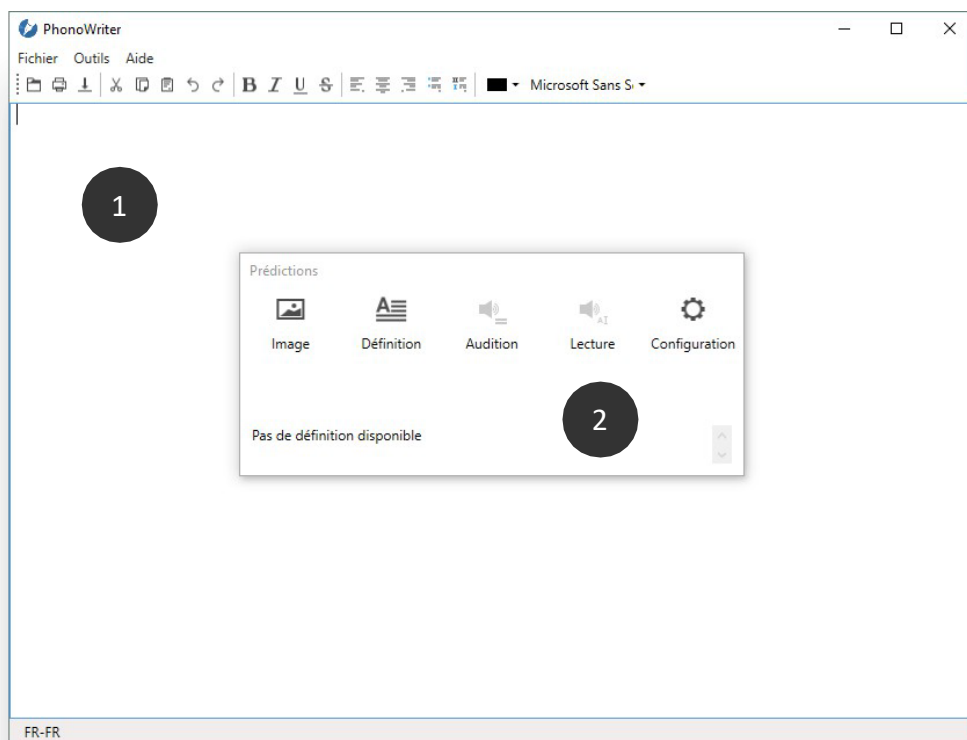 PhonoWriter
Fichier Outils Aide
B I U S Microsoft Sans S
1
Prédictions
Image Définition Audition Lecture Configuration
2
Pas de définition disponible
FR-FR